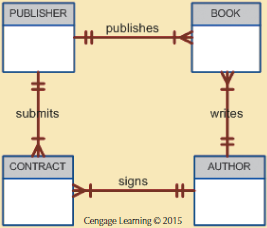 PUBLISHER
publishes
BOOK
submits
writes
CONTRACT
signs
AUTHOR
Cengage Learning © 2015